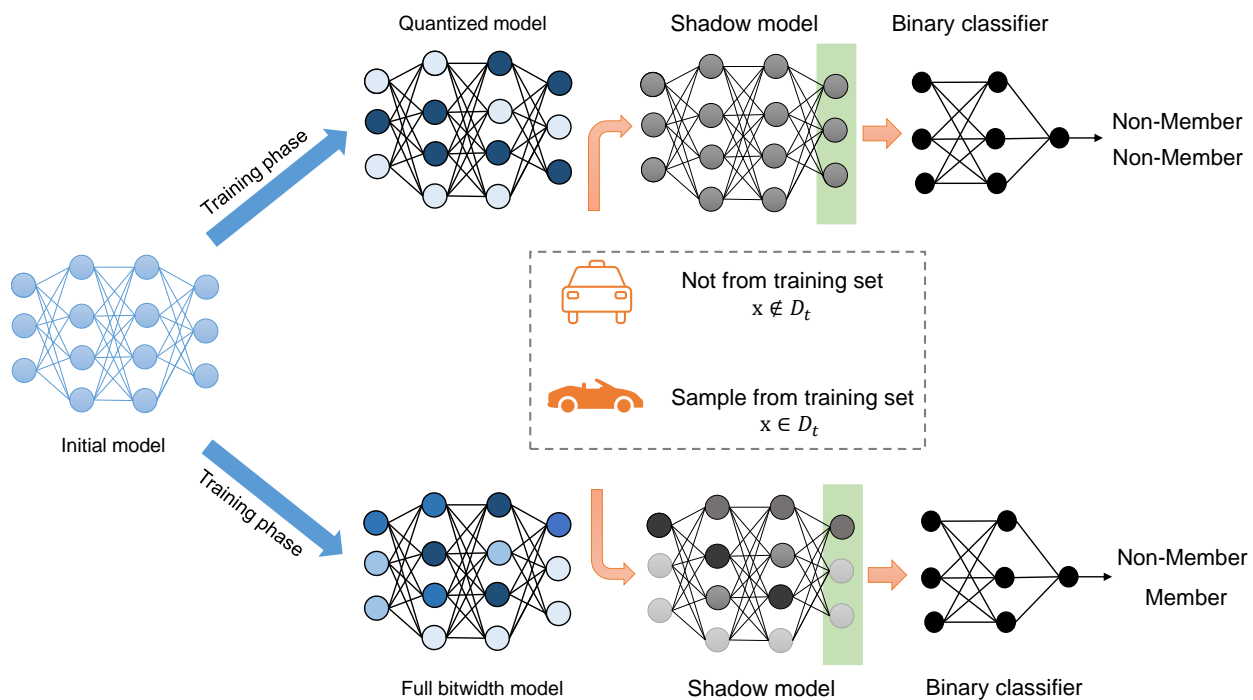 Quantized model
Shadow model
Binary classifier
Training phase
Non-Member
Non-Member
Not from training set
x ∉ D_t
Sample from training set
x ∈ D_t
Initial model
Training phase
Non-Member
Member
Full bitwidth model
Shadow model
Binary classifier